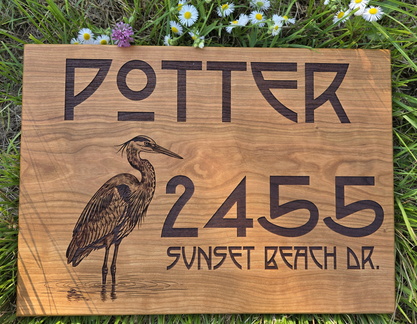 POTTER
2455
SUNSET BEACH DR.